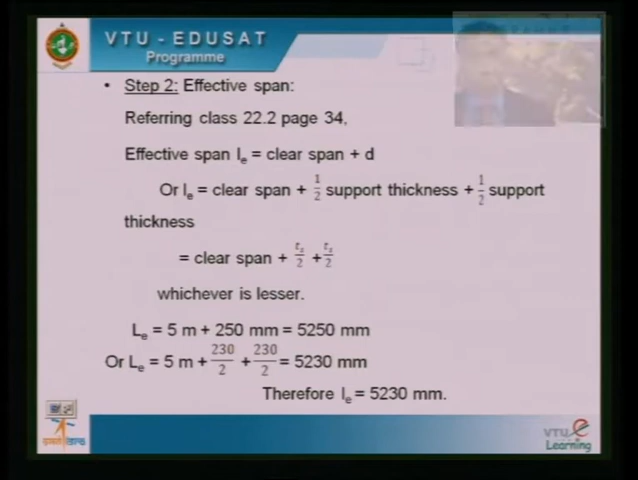 VTU - EDUSAT
Programme
• Step 2: Effective span:
Referring class 22.2 page 34,
Effective span lₑ = clear span + d
Or lₑ = clear span + 1/2 support thickness + 1/2 support
thickness
= clear span + tₛ/2 + tₛ/2
whichever is lesser.
Lₑ = 5 m + 250 mm = 5250 mm
Or Lₑ = 5 m + 230/2 + 230/2 = 5230 mm
Therefore lₑ = 5230 mm.
VTU e
Learning